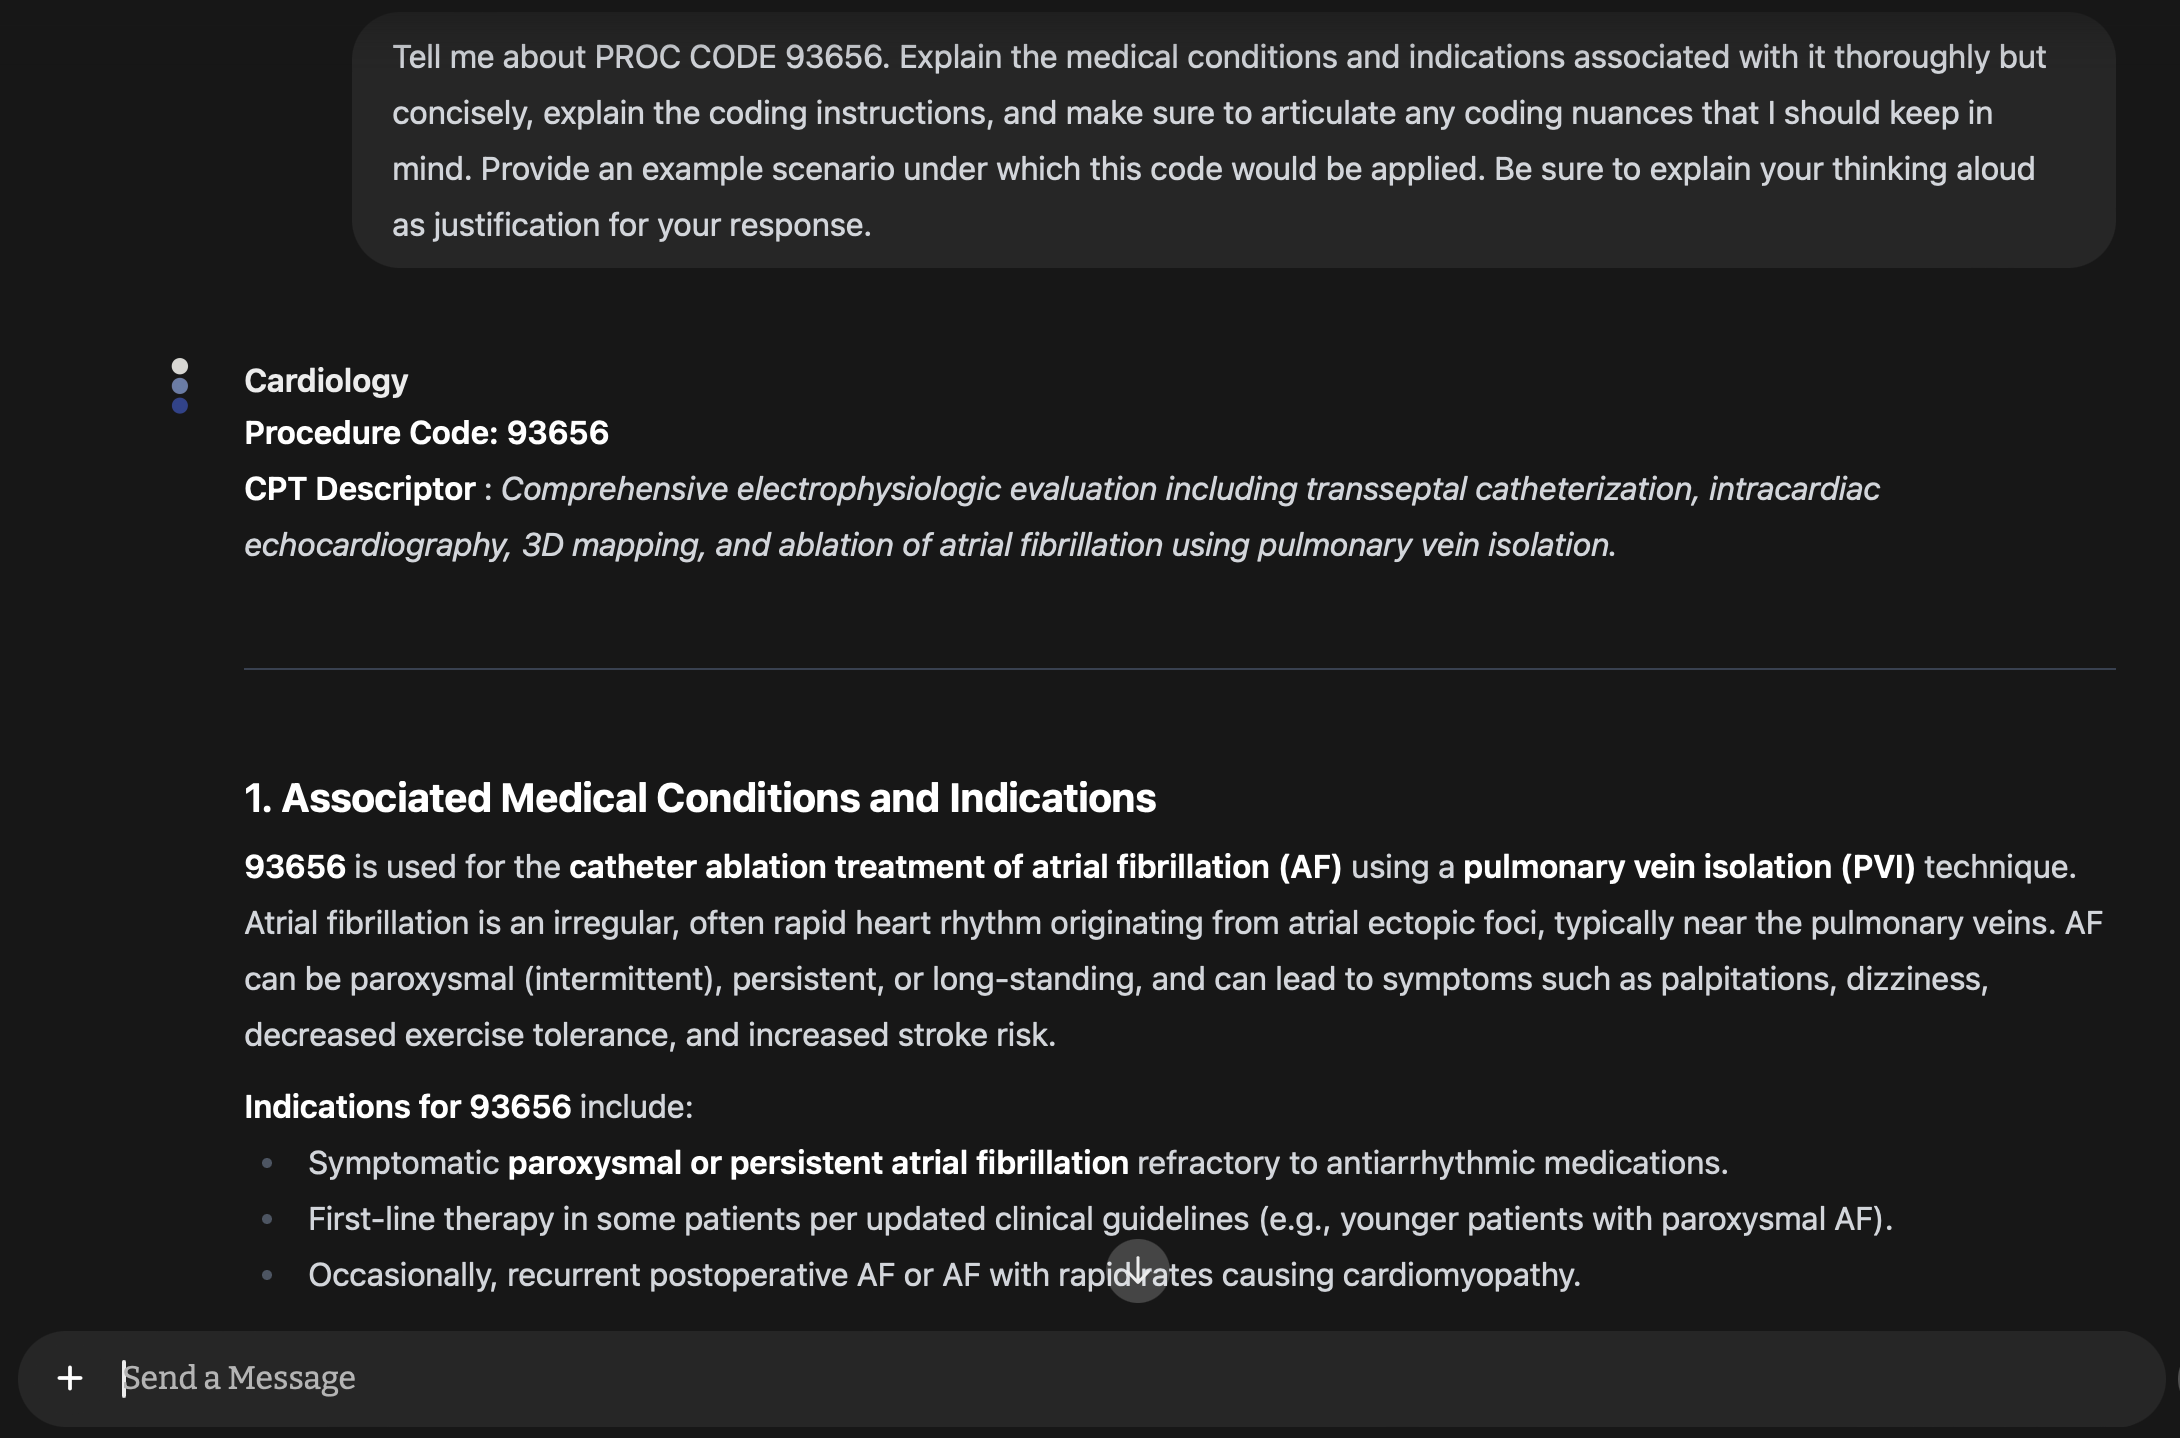 Tell me about PROC CODE 93656. Explain the medical conditions and indications associated with it thoroughly but
concisely, explain the coding instructions, and make sure to articulate any coding nuances that I should keep in
mind. Provide an example scenario under which this code would be applied. Be sure to explain your thinking aloud
as justification for your response.
Cardiology
Procedure Code: 93656
CPT Descriptor : Comprehensive electrophysiologic evaluation including transseptal catheterization, intracardiac
echocardiography, 3D mapping, and ablation of atrial fibrillation using pulmonary vein isolation.
1. Associated Medical Conditions and Indications
93656 is used for the catheter ablation treatment of atrial fibrillation (AF) using a pulmonary vein isolation (PVI) technique.
Atrial fibrillation is an irregular, often rapid heart rhythm originating from atrial ectopic foci, typically near the pulmonary veins. AF
can be paroxysmal (intermittent), persistent, or long-standing, and can lead to symptoms such as palpitations, dizziness,
decreased exercise tolerance, and increased stroke risk.
Indications for 93656 include:
• Symptomatic paroxysmal or persistent atrial fibrillation refractory to antiarrhythmic medications.
• First-line therapy in some patients per updated clinical guidelines (e.g., younger patients with paroxysmal AF).
• Occasionally, recurrent postoperative AF or AF with rapid rates causing cardiomyopathy.
Send a Message